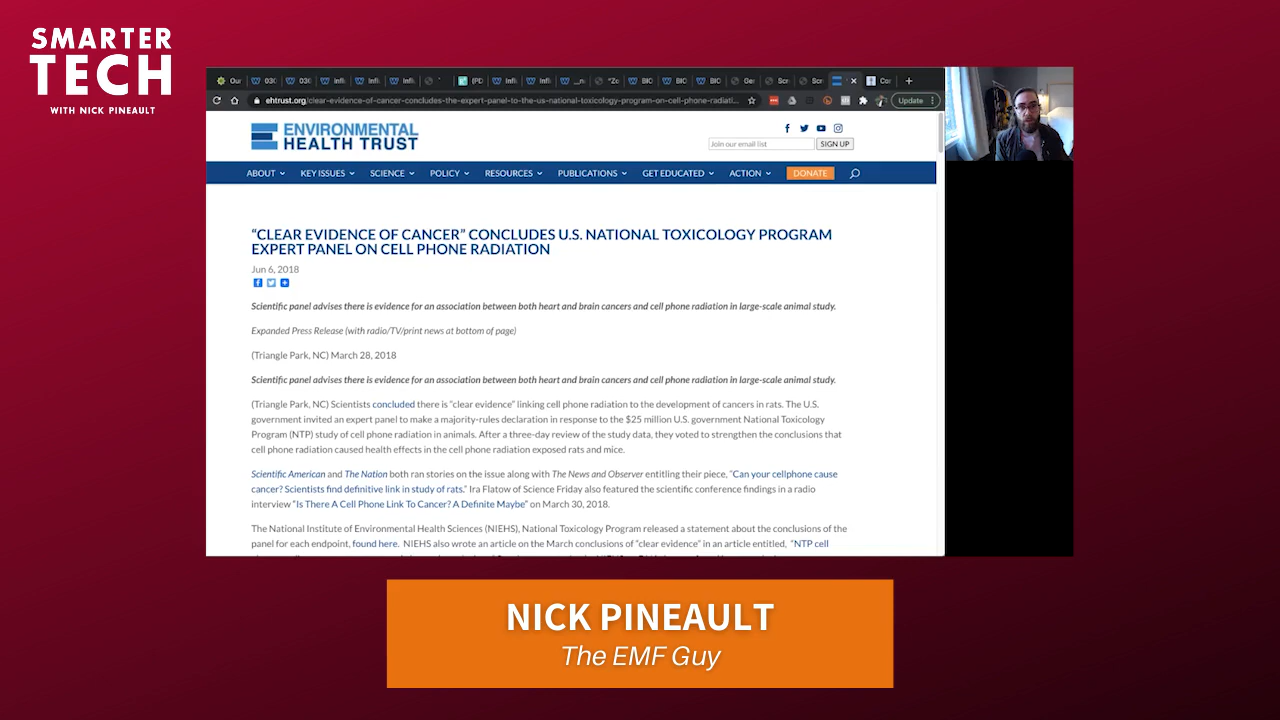 SMARTER
TECH
WITH NICK PINEAULT
Our
030
030
Infli
Infli
Infli
Infli
Infli
BIC
BIC
BIC
Ger
Scr
Scr
ehtrust.org/clear-evidence-of-cancer-concludes-the-expert-panel-to-the-us-national-toxicology-program-on-cell-phone-radiati...
Update
ENVIRONMENTAL
HEALTH TRUST
Join our email list
SIGN UP
ABOUT
KEY ISSUES
SCIENCE
POLICY
RESOURCES
PUBLICATIONS
GET EDUCATED
ACTION
DONATE
“CLEAR EVIDENCE OF CANCER” CONCLUDES U.S. NATIONAL TOXICOLOGY PROGRAM
EXPERT PANEL ON CELL PHONE RADIATION
Jun 6, 2018
Scientific panel advises there is evidence for an association between both heart and brain cancers and cell phone radiation in large-scale animal study.
Expanded Press Release (with radio/TV/print news at bottom of page)
(Triangle Park, NC) March 28, 2018
Scientific panel advises there is evidence for an association between both heart and brain cancers and cell phone radiation in large-scale animal study.
(Triangle Park, NC) Scientists concluded there is “clear evidence” linking cell phone radiation to the development of cancers in rats. The U.S.
government invited an expert panel to make a majority-rules declaration in response to the $25 million U.S. government National Toxicology
Program (NTP) study of cell phone radiation in animals. After a three-day review of the study data, they voted to strengthen the conclusions that
cell phone radiation caused health effects in the cell phone radiation exposed rats and mice.
Scientific American and The Nation both ran stories on the issue along with The News and Observer entitling their piece, “Can your cellphone cause
cancer? Scientists find definitive link in study of rats.” Ira Flatow of Science Friday also featured the scientific conference findings in a radio
interview “Is There A Cell Phone Link To Cancer? A Definite Maybe” on March 30, 2018.
The National Institute of Environmental Health Sciences (NIEHS), National Toxicology Program released a statement about the conclusions of the
panel for each endpoint, found here. NIEHS also wrote an article on the March conclusions of “clear evidence” in an article entitled, “NTP cell
NICK PINEAULT
The EMF Guy